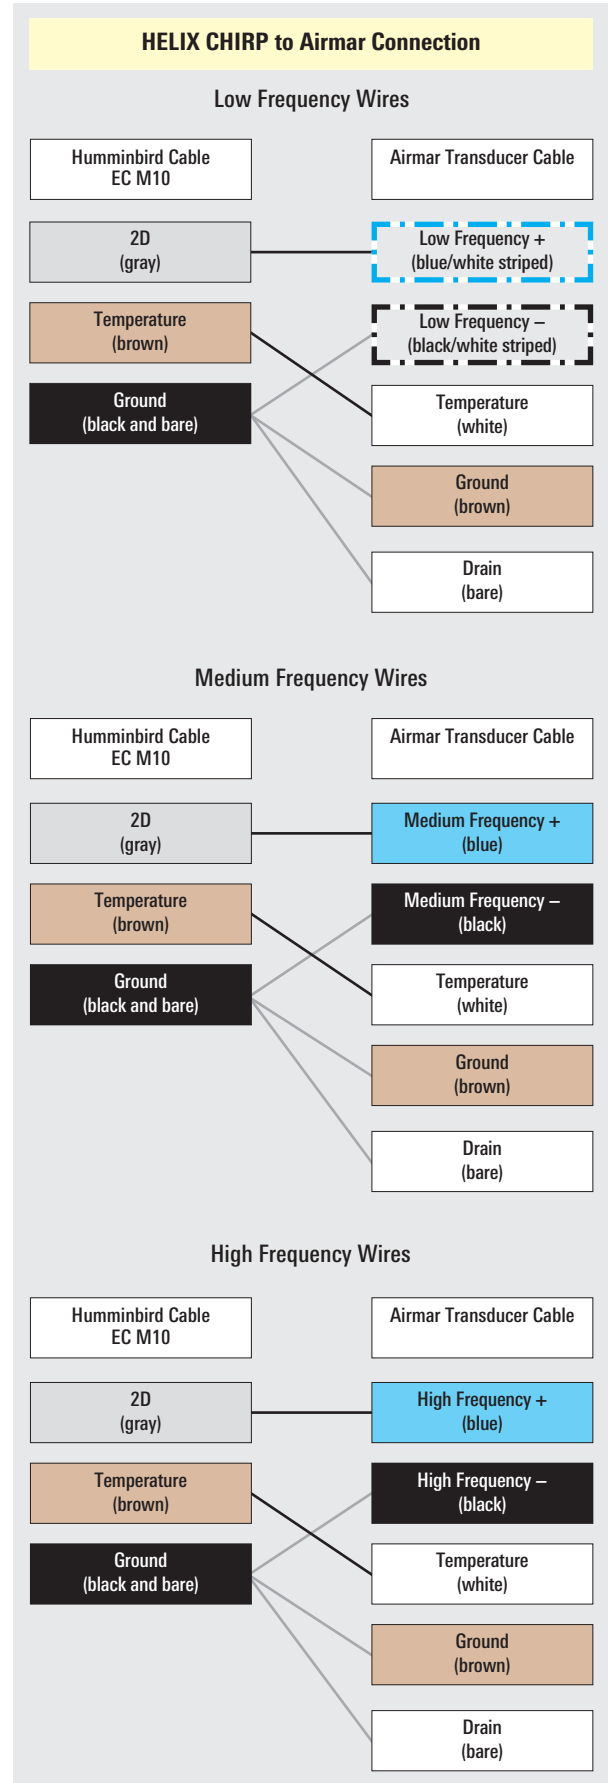 HELIX CHIRP to Airmar Connection
Low Frequency Wires
Humminbird Cable
EC M10
Airmar Transducer Cable
2D
(gray)
Low Frequency +
(blue/white striped)
Temperature
(brown)
Low Frequency –
(black/white striped)
Ground
(black and bare)
Temperature
(white)
Ground
(brown)
Drain
(bare)
Medium Frequency Wires
Humminbird Cable
EC M10
Airmar Transducer Cable
2D
(gray)
Medium Frequency +
(blue)
Temperature
(brown)
Medium Frequency –
(black)
Ground
(black and bare)
Temperature
(white)
Ground
(brown)
Drain
(bare)
High Frequency Wires
Humminbird Cable
EC M10
Airmar Transducer Cable
2D
(gray)
High Frequency +
(blue)
Temperature
(brown)
High Frequency –
(black)
Ground
(black and bare)
Temperature
(white)
Ground
(brown)
Drain
(bare)